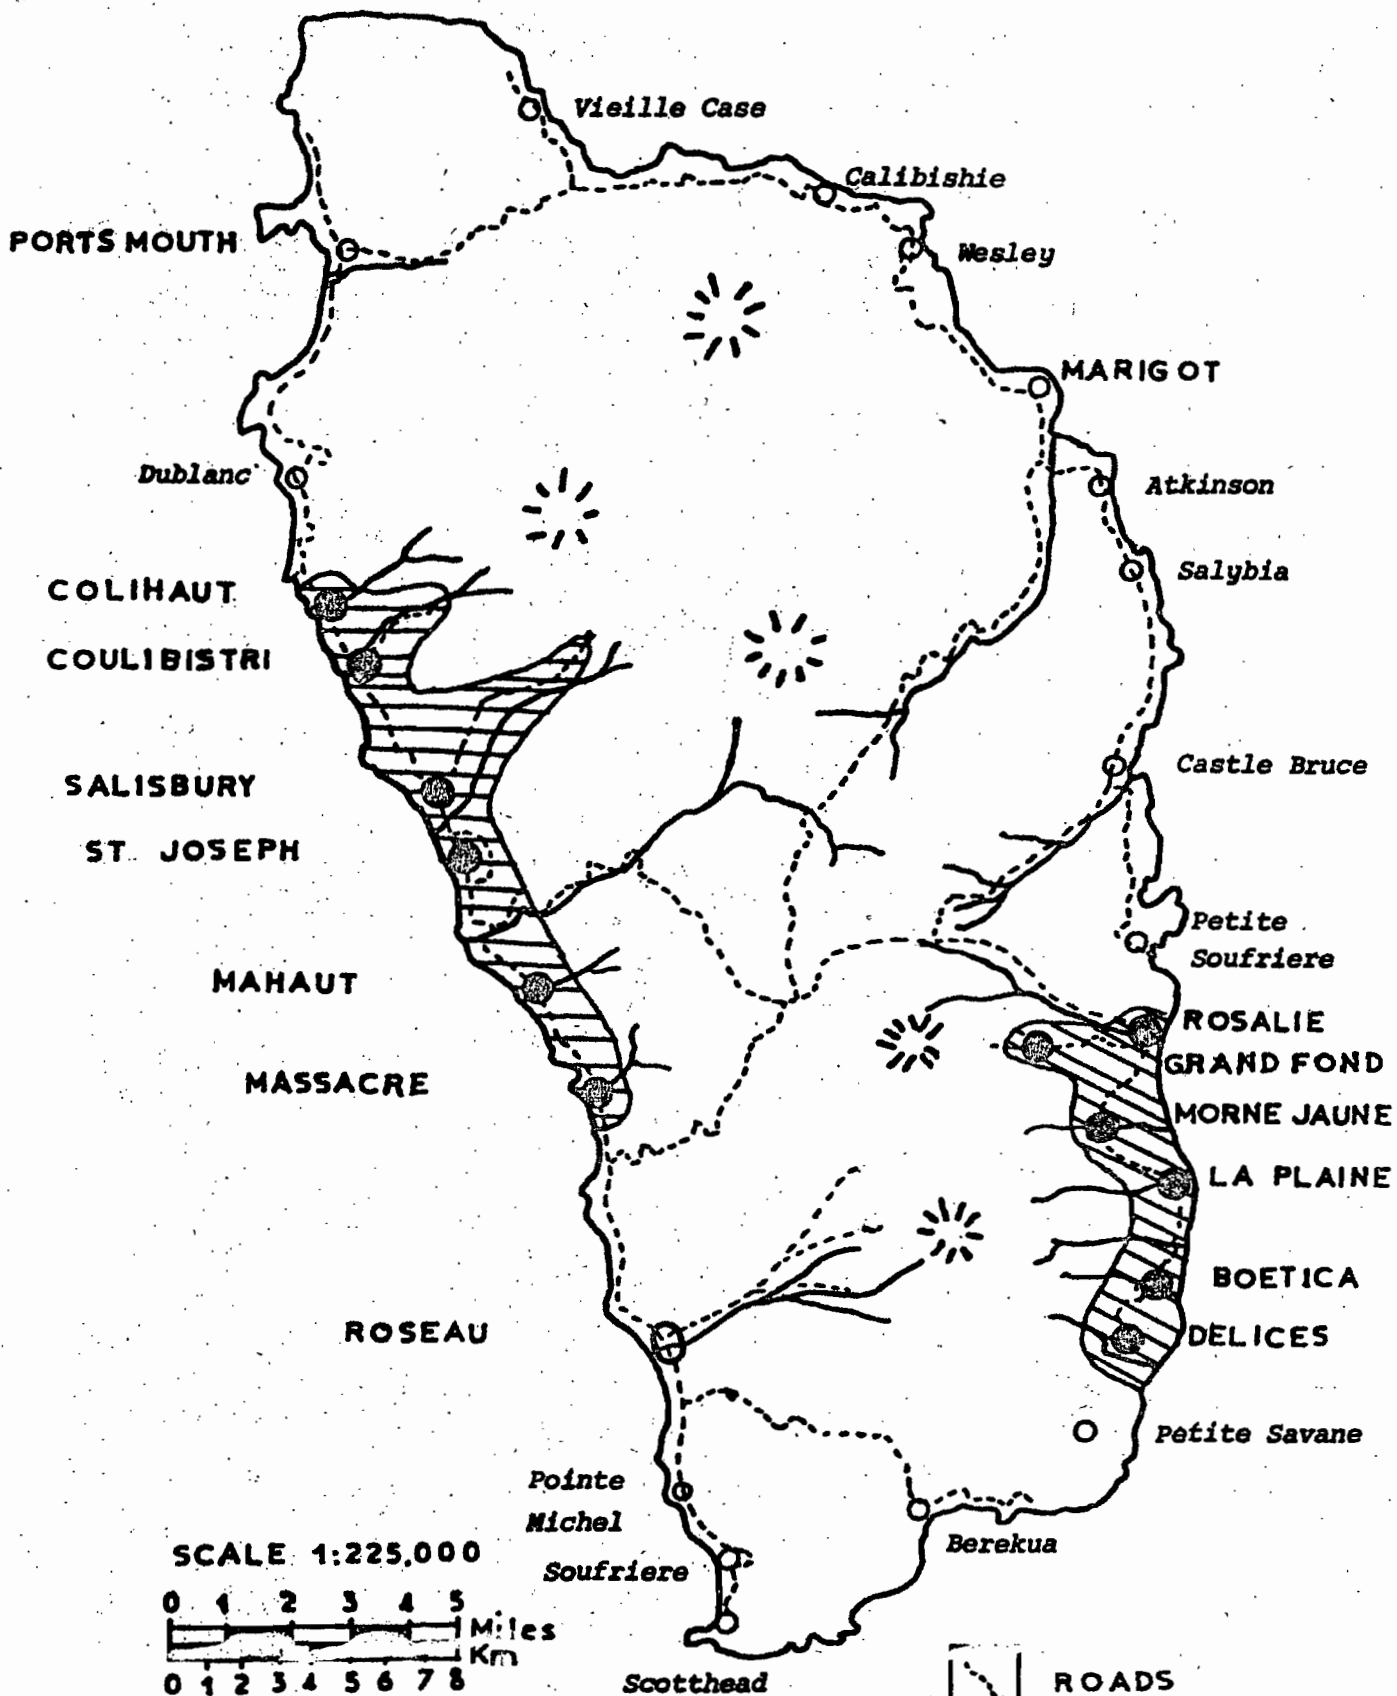 Vieille Case
Calibishie
PORTSMOUTH
Wesley
MARIGOT
Dublanc
Atkinson
Salybia
COLIHAUT
COULIBISTRI
Castle Bruce
SALISBURY
ST. JOSEPH
Petite
Soufriere
MAHAUT
ROSALIE
GRAND FOND
MASSACRE
MORNE JAUNE
LA PLAINE
BOETICA
ROSEAU
DELICES
Petite Savane
Pointe
Michel
Berekua
SCALE 1:225,000
Soufriere
0 1 2 3 4 5
Miles
Km
0 1 2 3 4 5 6 7 8
Scotthead
ROADS